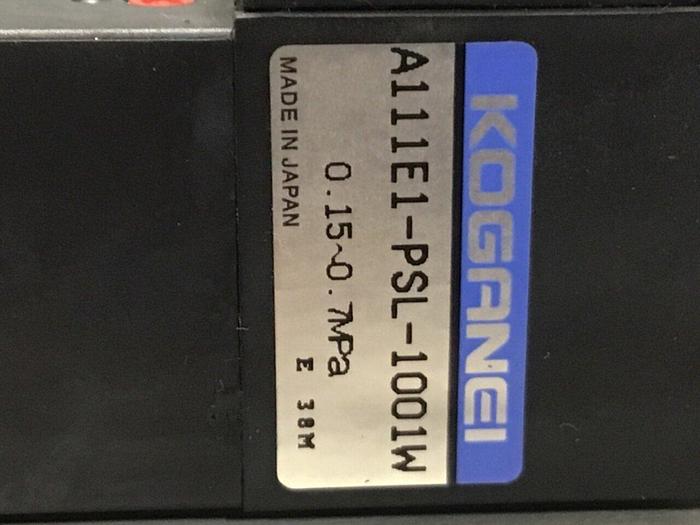 KOGANEI
A111E1-PSL-1001W
0.15~0.7MPa
MADE IN JAPAN E 38M